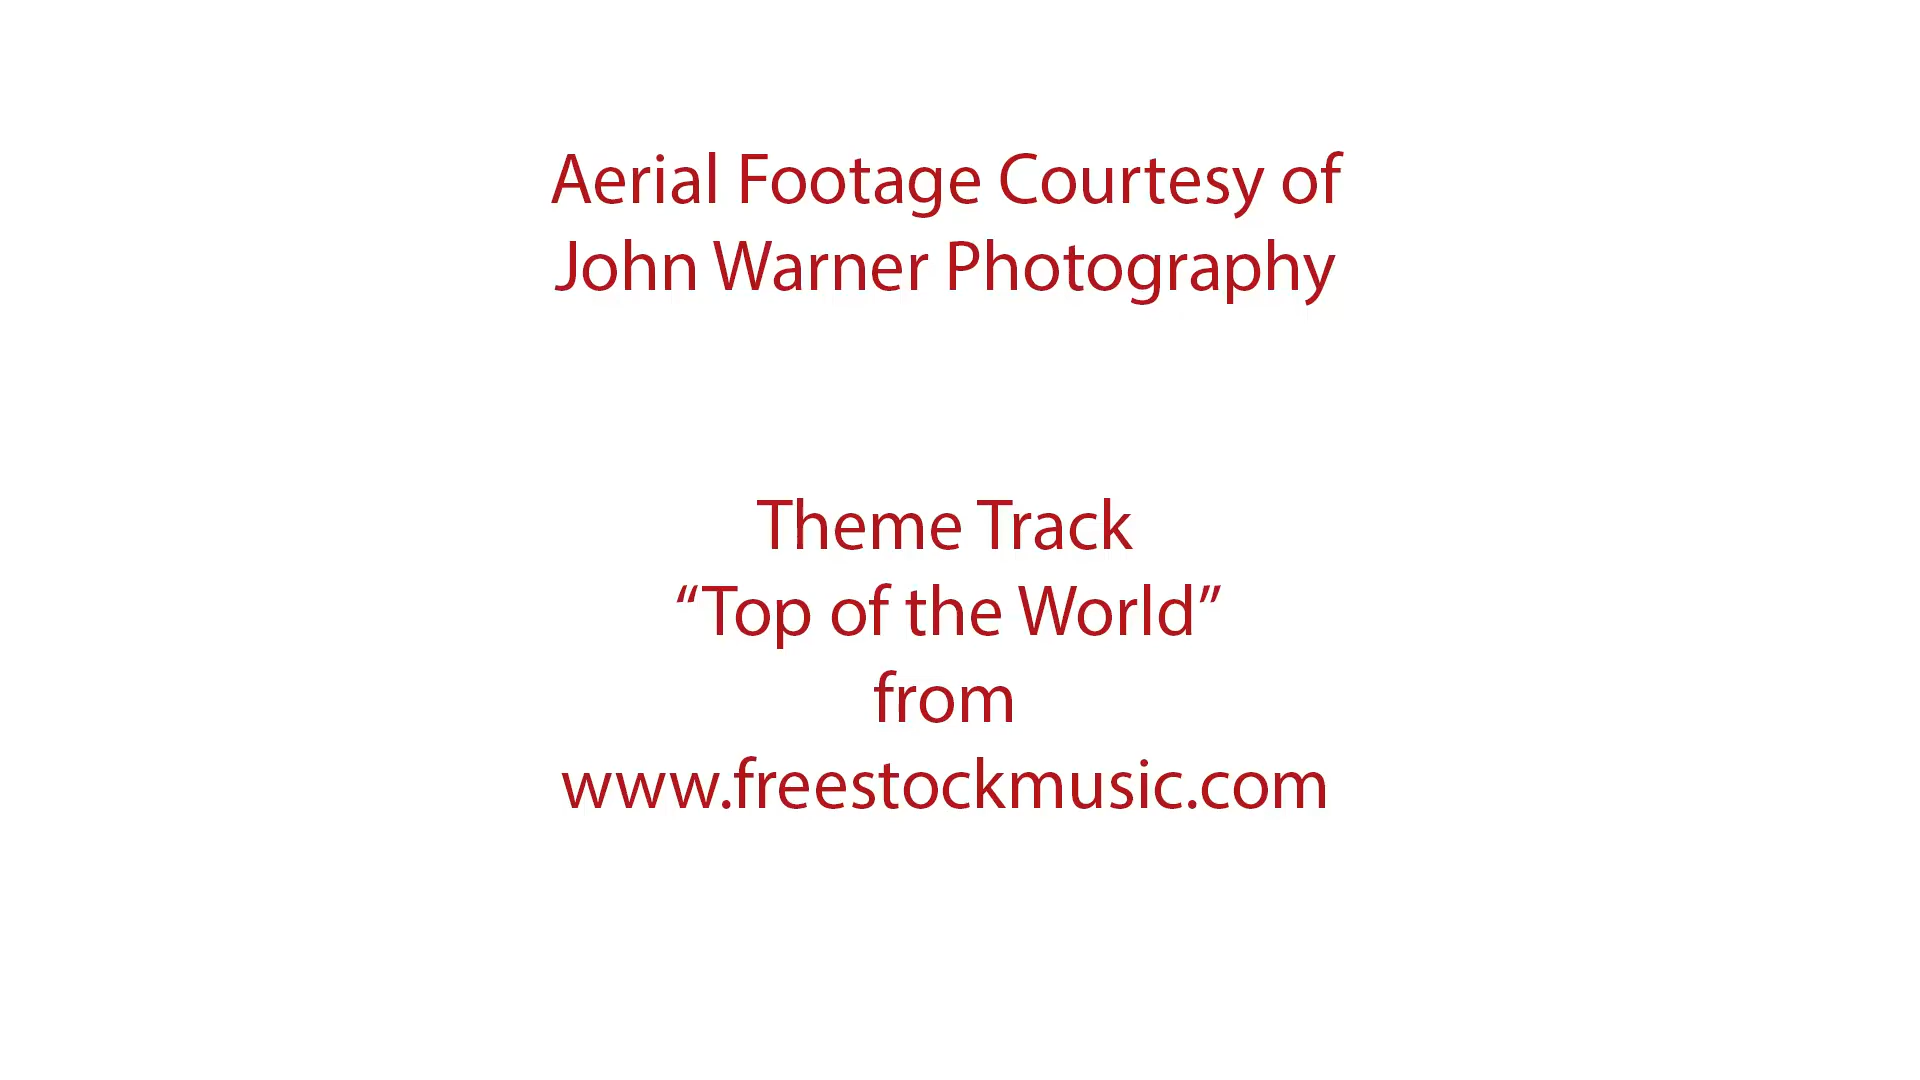 Aerial Footage Courtesy of
John Warner Photography
Theme Track
“Top of the World”
from
www.freestockmusic.com